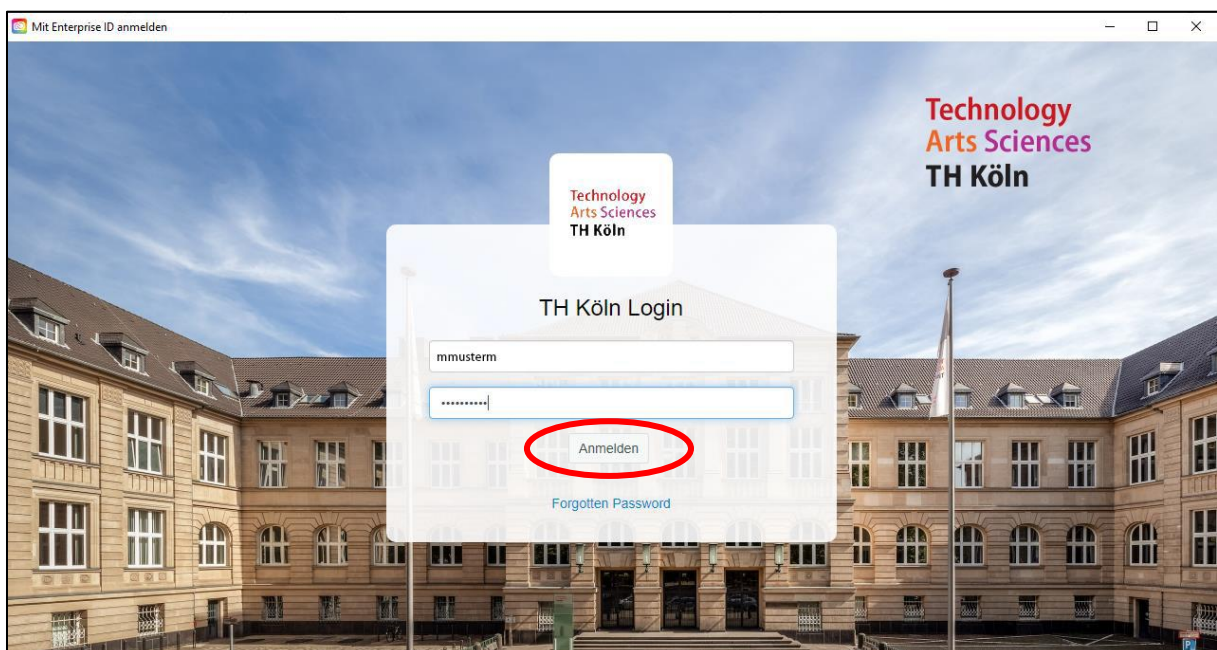 Mit Enterprise ID anmelden
Technology
Arts Sciences
TH Köln
Technology
Arts Sciences
TH Köln
TH Köln Login
mmusterm
••••••••••
Anmelden
Forgotten Password
P